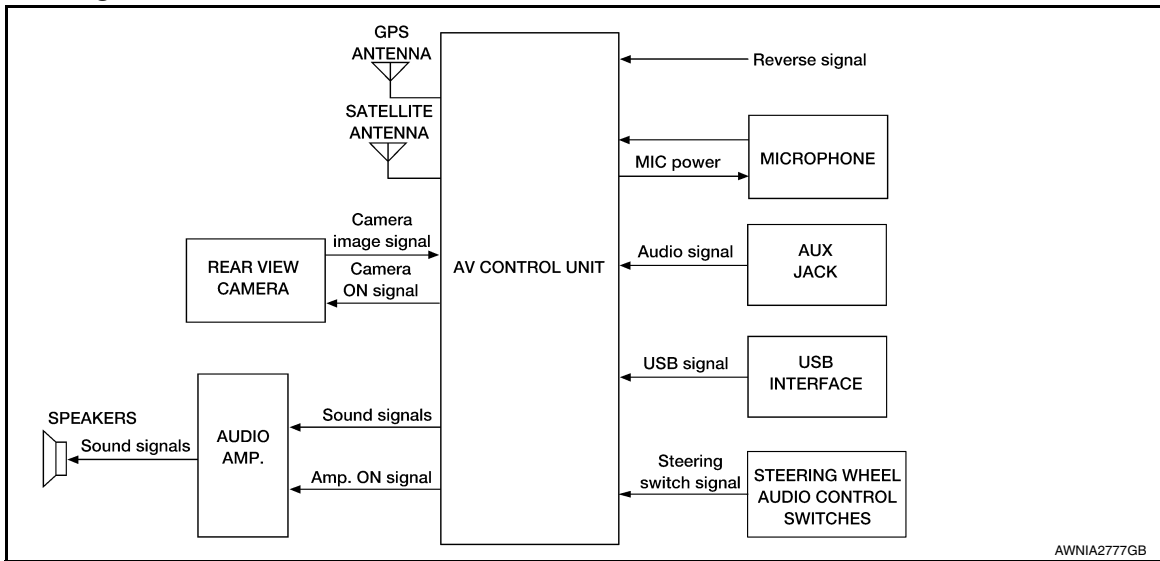 GPS
ANTENNA
SATELLITE
ANTENNA
Camera
image signal
REAR VIEW
CAMERA
Camera
ON signal
SPEAKERS
Sound signals
AUDIO
AMP.
Sound signals
Amp. ON signal
AV CONTROL UNIT
Reverse signal
MIC power
MICROPHONE
Audio signal
AUX
JACK
USB signal
USB
INTERFACE
Steering
switch signal
STEERING WHEEL
AUDIO CONTROL
SWITCHES
AWNIA2777GB